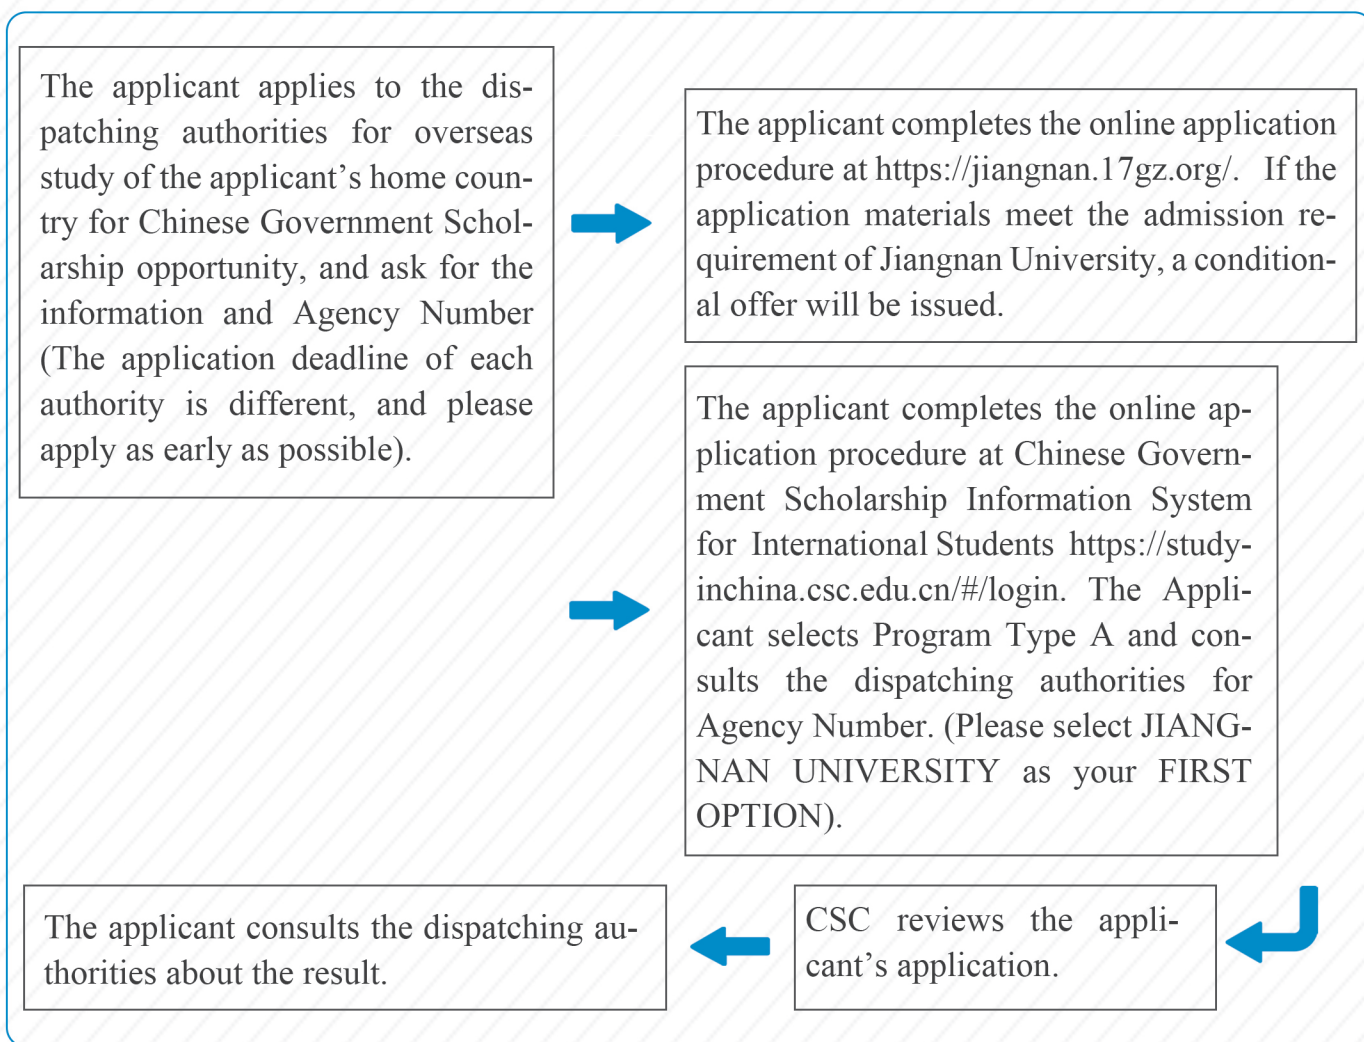 The applicant applies to the dis-
patching authorities for overseas
study of the applicant’s home coun-
try for Chinese Government Schol-
arship opportunity, and ask for the
information and Agency Number
(The application deadline of each
authority is different, and please
apply as early as possible).
The applicant completes the online application
procedure at https://jiangnan.17gz.org/. If the
application materials meet the admission re-
quirement of Jiangnan University, a condition-
al offer will be issued.
The applicant completes the online ap-
plication procedure at Chinese Govern-
ment Scholarship Information System
for International Students https://study-
inchina.csc.edu.cn/#/login. The Appli-
cant selects Program Type A and con-
sults the dispatching authorities for
Agency Number. (Please select JIANG-
NAN UNIVERSITY as your FIRST
OPTION).
CSC reviews the appli-
cant’s application.
The applicant consults the dispatching au-
thorities about the result.